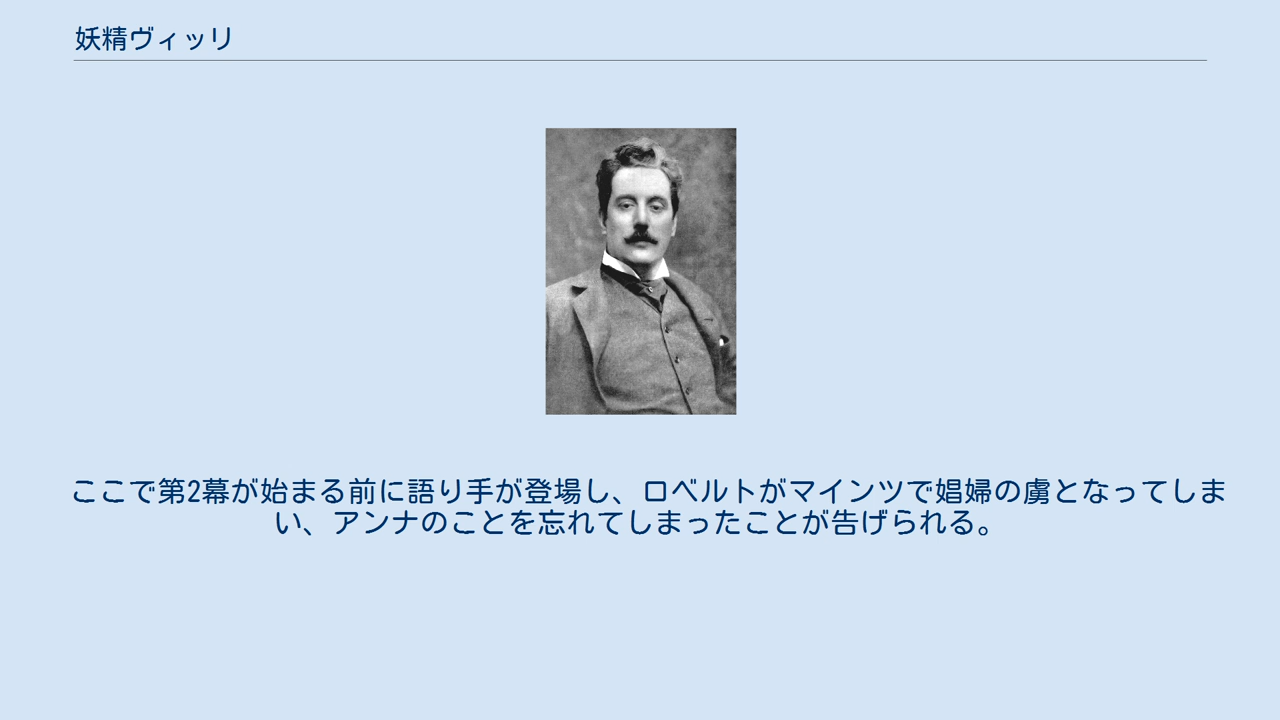 妖精ヴィッリ
ここで第2幕が始まる前に語り手が登場し、ロベルトがマインツで娼婦の虜となってしま
い、アンナのことを忘れてしまったことが告げられる。